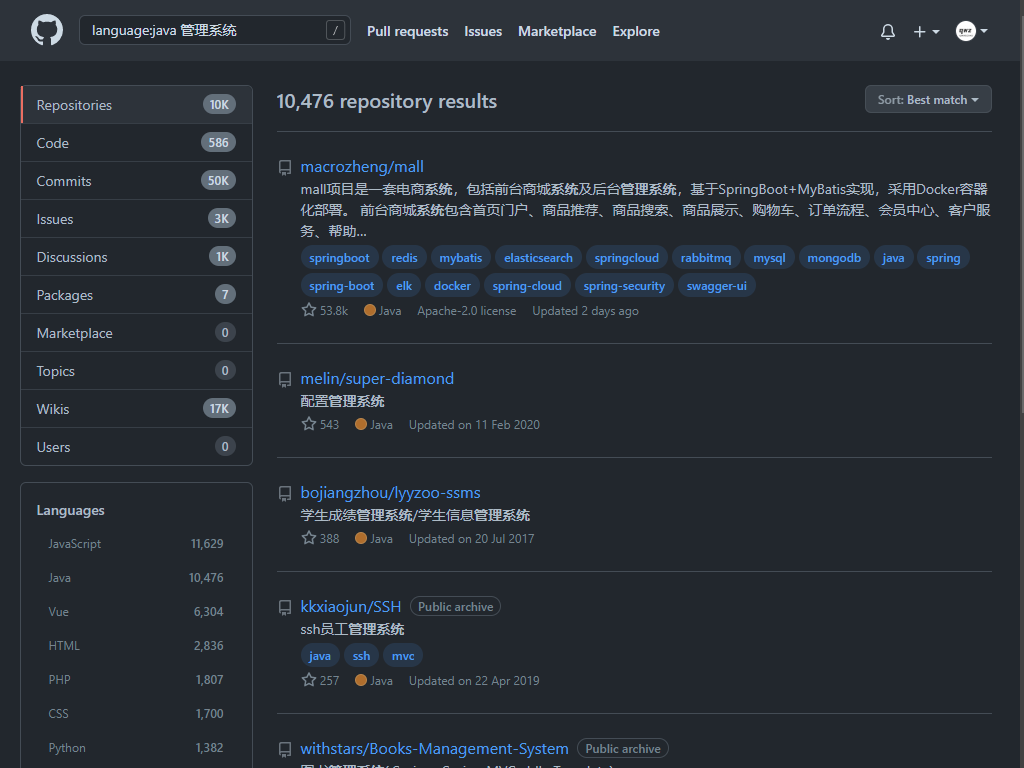 language:java 管理系统
/
Pull requests Issues Marketplace Explore
Repositories 10K
Code 586
Commits 50K
Issues 3K
Discussions 1K
Packages 7
Marketplace 0
Topics 0
Wikis 17K
Users 0
Languages
JavaScript 11,629
Java 10,476
Vue 6,304
HTML 2,836
PHP 1,807
CSS 1,700
Python 1,382
10,476 repository results
Sort: Best match
macrozheng/mall
mall项目是一套电商系统，包括前台商城系统及后台管理系统，基于SpringBoot+MyBatis实现，采用Docker容器
化部署。 前台商城系统包含首页门户、商品推荐、商品搜索、商品展示、购物车、订单流程、会员中心、客户服
务、帮助...
springboot redis mybatis elasticsearch springcloud rabbitmq mysql mongodb java spring
spring-boot elk docker spring-cloud spring-security swagger-ui
53.8k Java Apache-2.0 license Updated 2 days ago
melin/super-diamond
配置管理系统
543 Java Updated on 11 Feb 2020
bojiangzhou/lyyzoo-ssms
学生成绩管理系统/学生信息管理系统
388 Java Updated on 20 Jul 2017
kkxiaojun/SSH Public archive
ssh员工管理系统
java ssh mvc
257 Java Updated on 22 Apr 2019
withstars/Books-Management-System Public archive